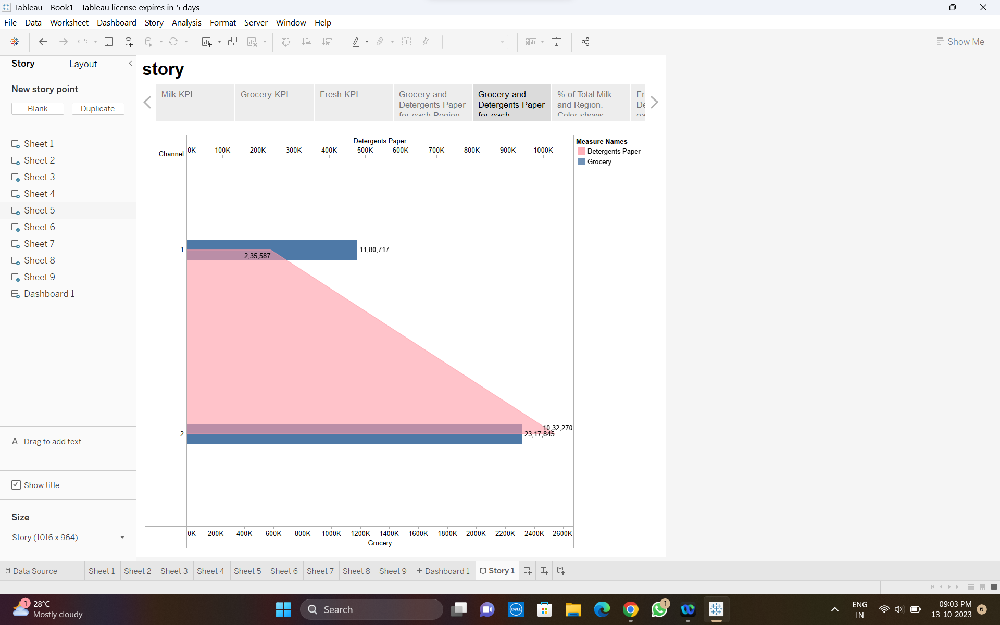 Tableau - Book1 - Tableau license expires in 5 days
File Data Worksheet Dashboard Story Analysis Format Server Window Help
Show Me
Story Layout
New story point
Blank Duplicate
Sheet 1
Sheet 2
Sheet 3
Sheet 4
Sheet 5
Sheet 6
Sheet 7
Sheet 8
Sheet 9
Dashboard 1
A Drag to add text
Show title
Size
Story (1016 x 964)
story
Milk KPI
Grocery KPI
Fresh KPI
Grocery and
Detergents Paper
for each Region
Grocery and
Detergents Paper
for each
% of Total Milk
and Region.
Color shows
Fr
De
Detergents Paper
Channel
0K 100K 200K 300K 400K 500K 600K 700K 800K 900K 1000K
Measure Names
Detergents Paper
Grocery
1
11,80,717
2,35,587
10,32,270
2
23,17,845
0K 200K 400K 600K 800K 1000K 1200K 1400K 1600K 1800K 2000K 2200K 2400K 2600K
Grocery
Data Source Sheet 1 Sheet 2 Sheet 3 Sheet 4 Sheet 5 Sheet 6 Sheet 7 Sheet 8 Sheet 9 Dashboard 1 Story 1
1
28°C
Mostly cloudy
Search
DELL
1
ENG
IN
09:03 PM
13-10-2023
6